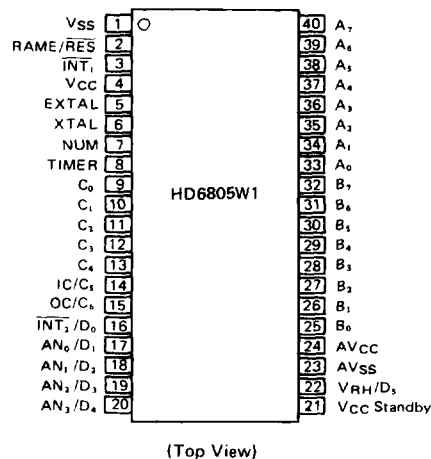 VSS 1 40 A₇
RAME/R̅E̅S̅ 2 39 A₆
I̅N̅T̅₁ 3 38 A₅
VCC 4 37 A₄
EXTAL 5 36 A₃
XTAL 6 35 A₂
NUM 7 34 A₁
TIMER 8 33 A₀
C₀ 9 HD6805W1 32 B₇
C₁ 10 31 B₆
C₂ 11 30 B₅
C₃ 12 29 B₄
C₄ 13 28 B₃
IC/C₅ 14 27 B₂
OC/C₆ 15 26 B₁
I̅N̅T̅₂/D₀ 16 25 B₀
AN₀/D₁ 17 24 AVCC
AN₁/D₂ 18 23 AVSS
AN₂/D₃ 19 22 VRH/D₅
AN₃/D₄ 20 21 VCC Standby
(Top View)